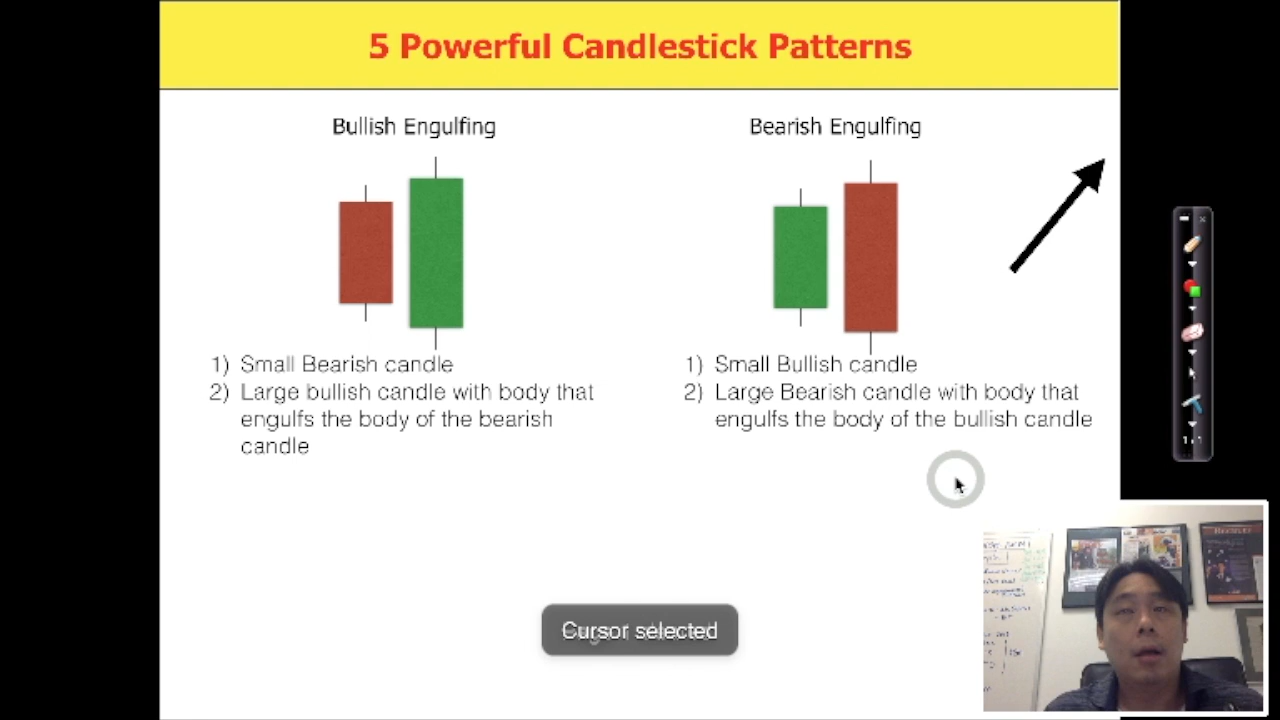 5 Powerful Candlestick Patterns
Bullish Engulfing
1) Small Bearish candle
2) Large bullish candle with body that
engulfs the body of the bearish
candle
Bearish Engulfing
1) Small Bullish candle
2) Large Bearish candle with body that
engulfs the body of the bullish candle
Cursor selected